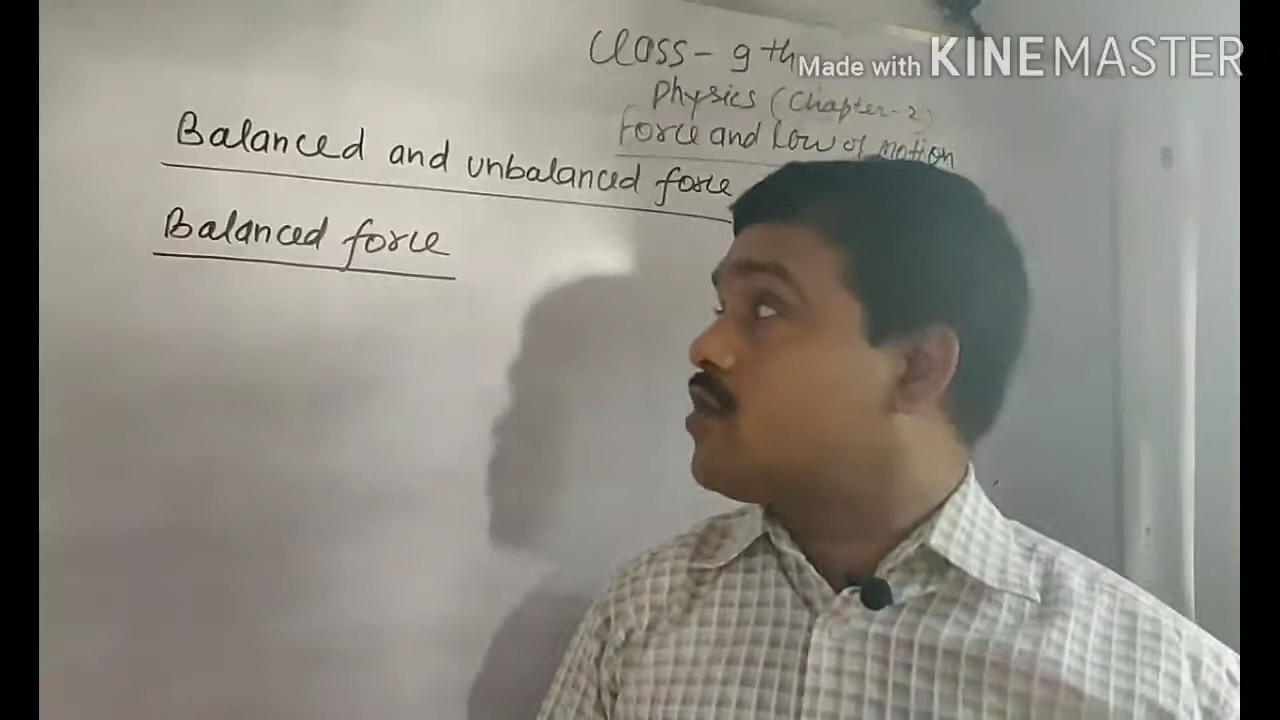 Class - 9th
Made with KINEMASTER
Physics (Chapter-2)
Force and Low of motion
Balanced and unbalanced force
Balanced force